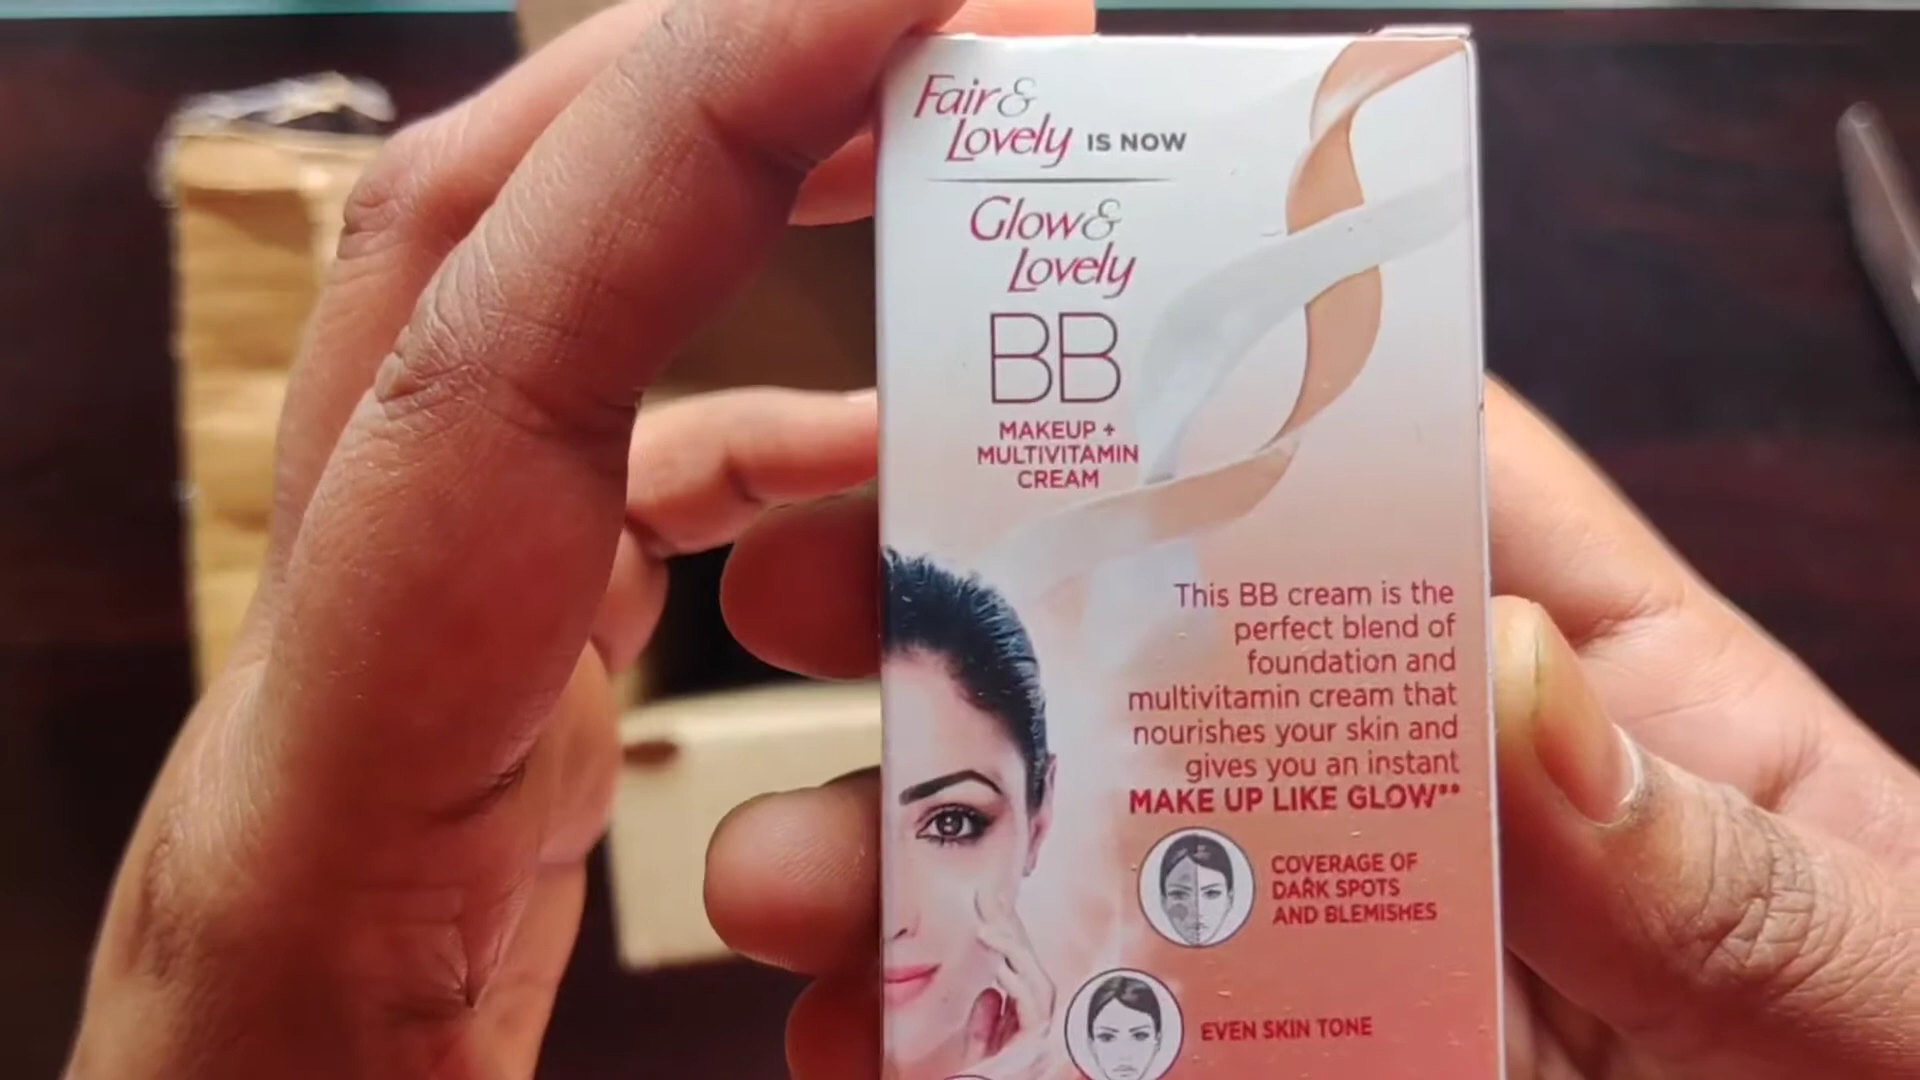 Fair &
Lovely IS NOW
Glow &
Lovely
BB
MAKEUP +
MULTIVITAMIN
CREAM
This BB cream is the
perfect blend of
foundation and
multivitamin cream that
nourishes your skin and
gives you an instant
MAKE UP LIKE GLOW**
COVERAGE OF
DARK SPOTS
AND BLEMISHES
EVEN SKIN TONE